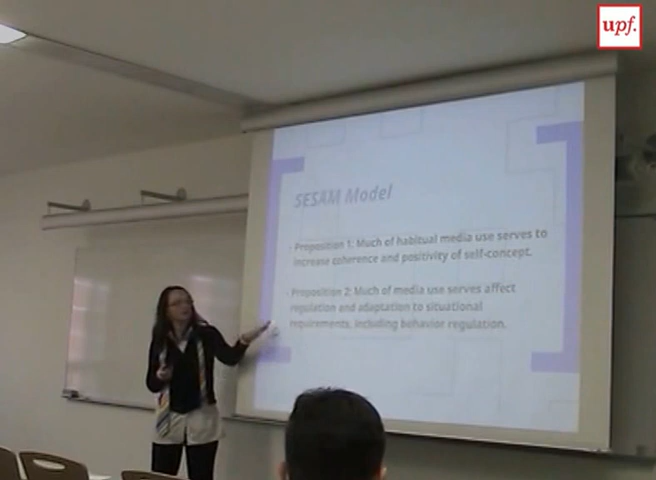 upf.
SESAM Model
- Proposition 1: Much of habitual media use serves to
increase coherence and positivity of self-concept.
- Proposition 2: Much of media use serves affect
regulation and adaptation to situational
requirements, including behavior regulation.